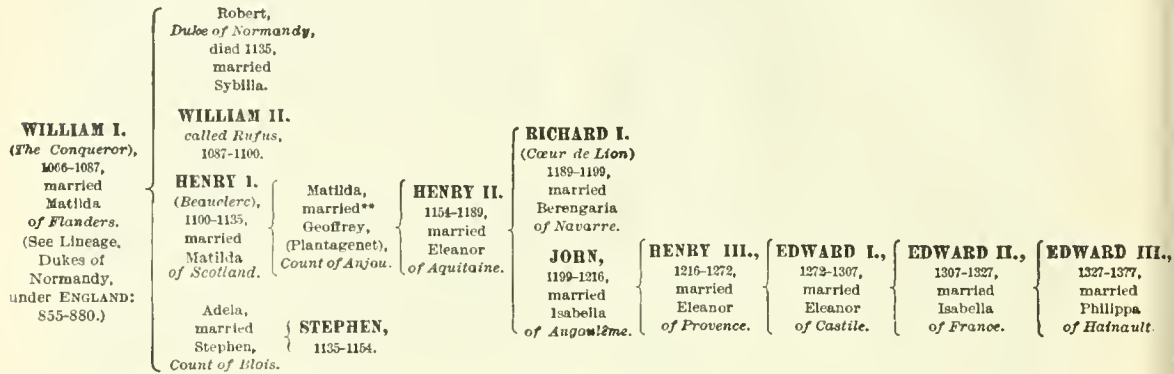 WILLIAM I.
(The Conqueror),
1066-1087,
married
Matilda
of Flanders.
(See Lineage,
Dukes of
Normandy,
under ENGLAND:
855-880.)
Robert,
Duke of Normandy,
died 1135,
married
Sybilla.
WILLIAM II.
called Rufus,
1087-1100.
HENRY I.
(Beauclerc),
1100-1135,
married
Matilda
of Scotland.
Adela,
married
Stephen,
Count of Blois.
Matilda,
married**
Geoffrey,
(Plantagenet),
Count of Anjou.
STEPHEN,
1135-1154.
HENRY II.
1154-1189,
married
Eleanor
of Aquitaine.
RICHARD I.
(Cœur de Lion)
1189-1199,
married
Berengaria
of Navarre.
JOHN,
1199-1216,
married
Isabella
of Angoulême.
HENRY III.,
1216-1272,
married
Eleanor
of Provence.
EDWARD I.,
1272-1307,
married
Eleanor
of Castile.
EDWARD II.,
1307-1327,
married
Isabella
of France.
EDWARD III.,
1327-1377,
married
Philippa
of Hainault.